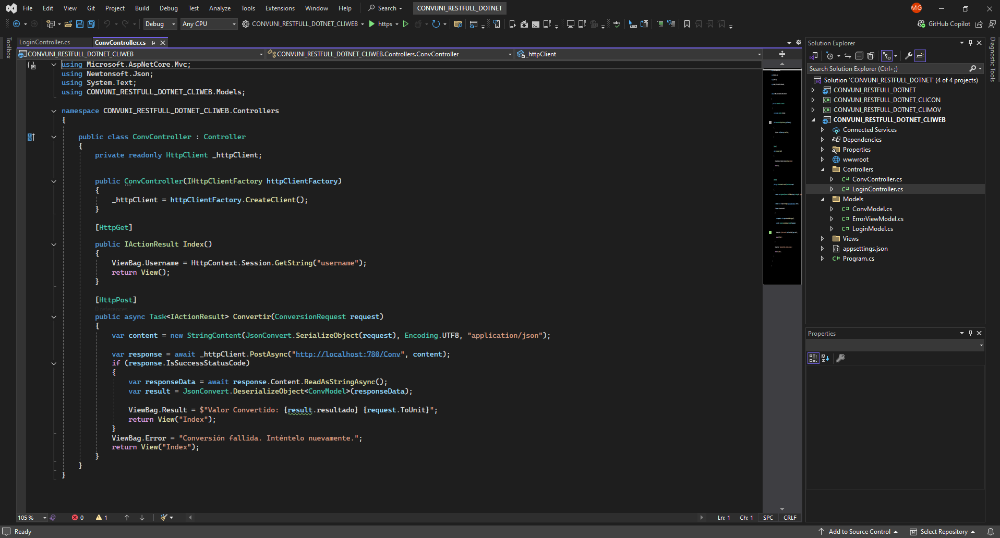 File Edit View Git Project Build Debug Test Analyze Tools Extensions Window Help Search CONVUNI_RESTFULL_DOTNET MG
Debug Any CPU CONVUNI_RESTFULL_DOTNET_CLIWEB https GitHub Copilot
Toolbox
LoginController.cs ConvController.cs
CONVUNI_RESTFULL_DOTNET_CLIWEB CONVUNI_RESTFULL_DOTNET_CLIWEB.Controllers.ConvController _httpClient
using Microsoft.AspNetCore.Mvc;
using Newtonsoft.Json;
using System.Text;
using CONVUNI_RESTFULL_DOTNET_CLIWEB.Models;
namespace CONVUNI_RESTFULL_DOTNET_CLIWEB.Controllers
{
public class ConvController : Controller
{
private readonly HttpClient _httpClient;
public ConvController(IHttpClientFactory httpClientFactory)
{
_httpClient = httpClientFactory.CreateClient();
}
[HttpGet]
public IActionResult Index()
{
ViewBag.Username = HttpContext.Session.GetString("username");
return View();
}
[HttpPost]
0 references
public async Task<IActionResult> Convertir(ConversionRequest request)
{
var content = new StringContent(JsonConvert.SerializeObject(request), Encoding.UTF8, "application/json");
var response = await _httpClient.PostAsync("http://localhost:780/Conv", content);
if (response.IsSuccessStatusCode)
{
var responseData = await response.Content.ReadAsStringAsync();
var result = JsonConvert.DeserializeObject<ConvModel>(responseData);
ViewBag.Result = $"Valor Convertido: {result.resultado} {request.ToUnit}";
return View("Index");
}
ViewBag.Error = "Conversión fallida. Inténtelo nuevamente.";
return View("Index");
}
}
}
105 % 0 1 Ln: 1 Ch: 1 SPC CRLF
Solution Explorer
Search Solution Explorer (Ctrl+;)
Solution 'CONVUNI_RESTFULL_DOTNET' (4 of 4 projects)
CONVUNI_RESTFULL_DOTNET
C# CONVUNI_RESTFULL_DOTNET_CLICON
C# CONVUNI_RESTFULL_DOTNET_CLIMOV
CONVUNI_RESTFULL_DOTNET_CLIWEB
Connected Services
Dependencies
Properties
wwwroot
Controllers
C# ConvController.cs
C# LoginController.cs
Models
C# ConvModel.cs
C# ErrorViewModel.cs
C# LoginModel.cs
Views
appsettings.json
C# Program.cs
Properties
Diagnostic Tools
Ready Add to Source Control Select Repository